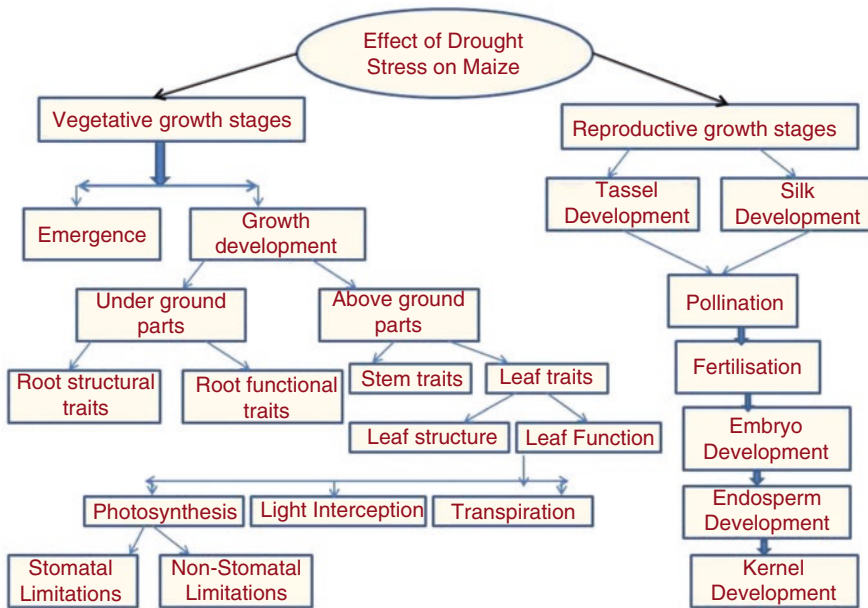 Effect of Drought
Stress on Maize
Vegetative growth stages
Reproductive growth stages
Tassel
Development
Silk
Development
Emergence
Growth
development
Under ground
parts
Above ground
parts
Pollination
Root structural
traits
Root functional
traits
Stem traits
Leaf traits
Fertilisation
Leaf structure
Leaf Function
Embryo
Development
Photosynthesis
Light Interception
Transpiration
Endosperm
Development
Stomatal
Limitations
Non-Stomatal
Limitations
Kernel
Development